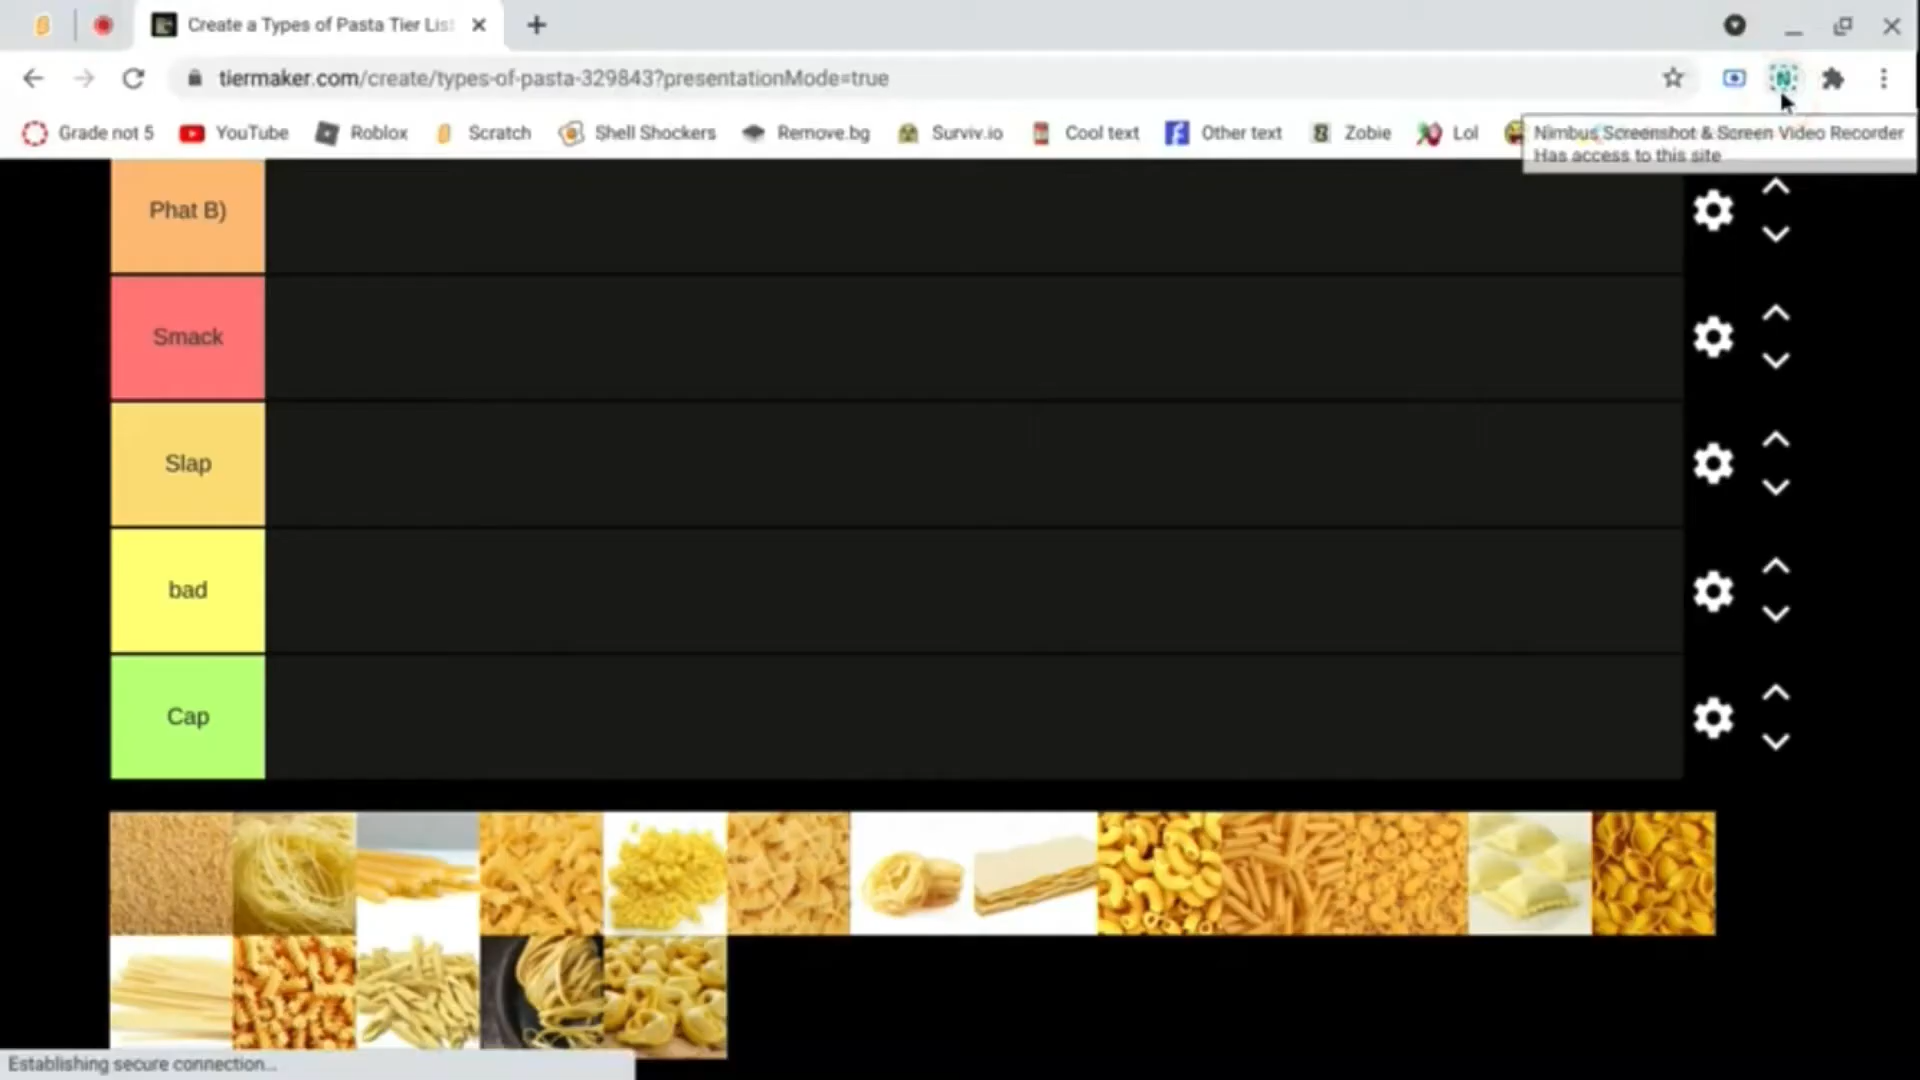 Create a Types of Pasta Tier Lis
tiermaker.com/create/types-of-pasta-329843?presentationMode=true
Grade not 5 YouTube Roblox Scratch Shell Shockers Remove.bg Surviv.io Cool text Other text Zobie Lol
Nimbus Screenshot & Screen Video Recorder
Has access to this site
Phat B)
Smack
Slap
bad
Cap
Establishing secure connection...